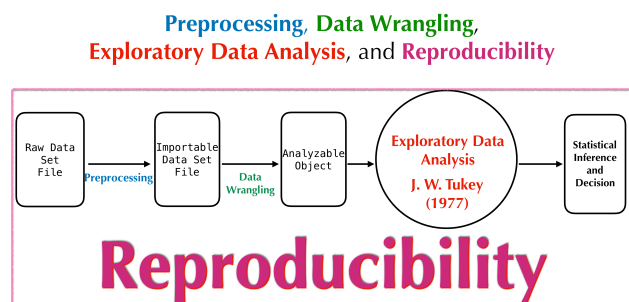 Preprocessing, Data Wrangling,
Exploratory Data Analysis, and Reproducibility
Raw Data
Set
File
Preprocessing
Importable
Data Set
File
Data
Wrangling
Analyzable
Object
Exploratory Data
Analysis
J. W. Tukey
(1977)
Statistical
Inference
and
Decision
Reproducibility